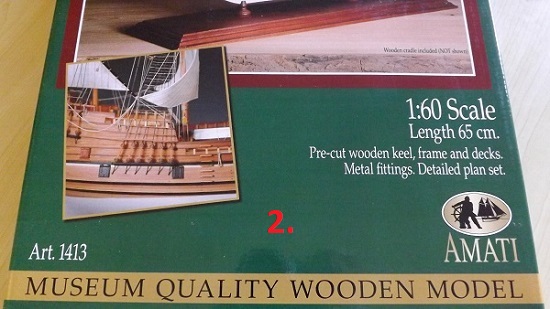 Wooden cradle included (NOT shown)
1:60 Scale
Length 65 cm.
Pre-cut wooden keel, frame and decks.
Metal fittings. Detailed plan set.
2.
Art. 1413
AMATI
MUSEUM QUALITY WOODEN MODEL